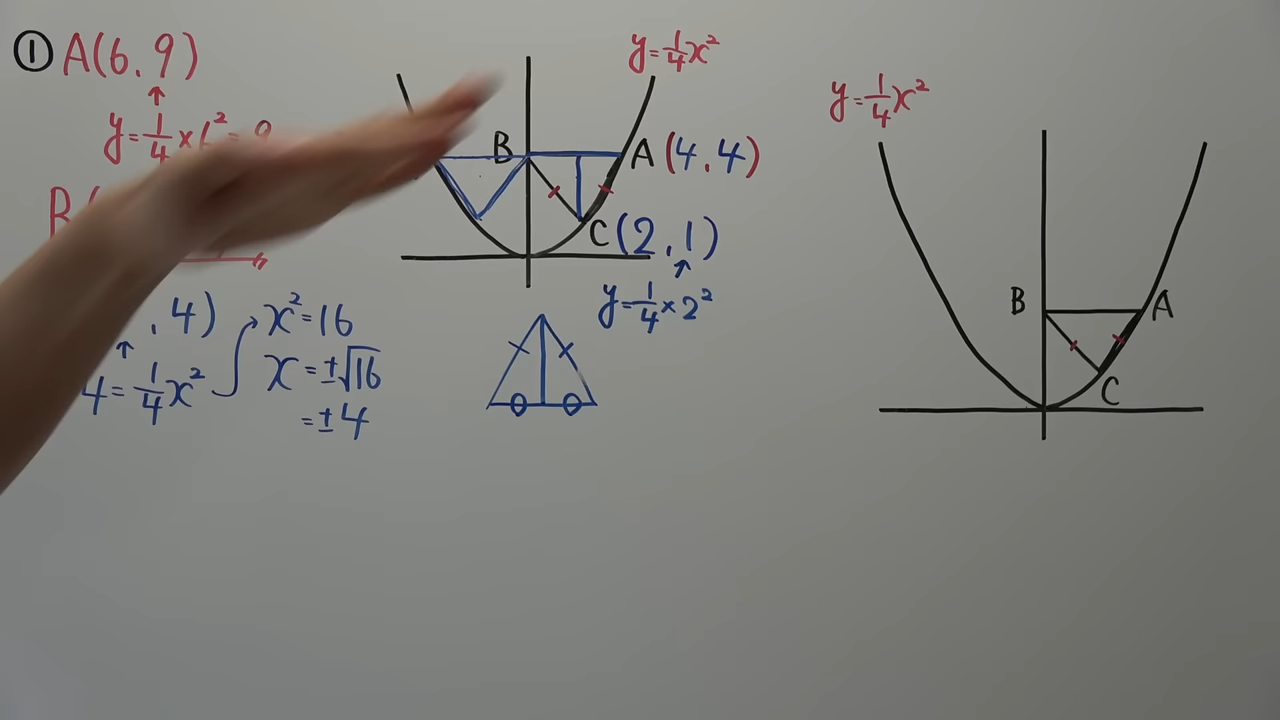 ① A(6,9)
↑
y=1/4×6²=9
B(
,4)
↑
4=1/4x²
x²=16
x=±√16
=±4
y=1/4x²
B
A(4,4)
C(2,1)
↑
y=1/4×2²
y=1/4x²
B
A
C